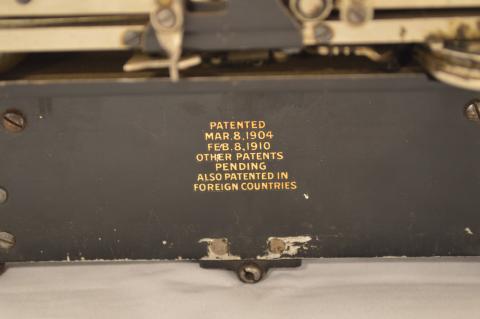 PATENTED
MAR.8,1904
FEB.8,1910
OTHER PATENTS
PENDING
ALSO PATENTED IN
FOREIGN COUNTRIES